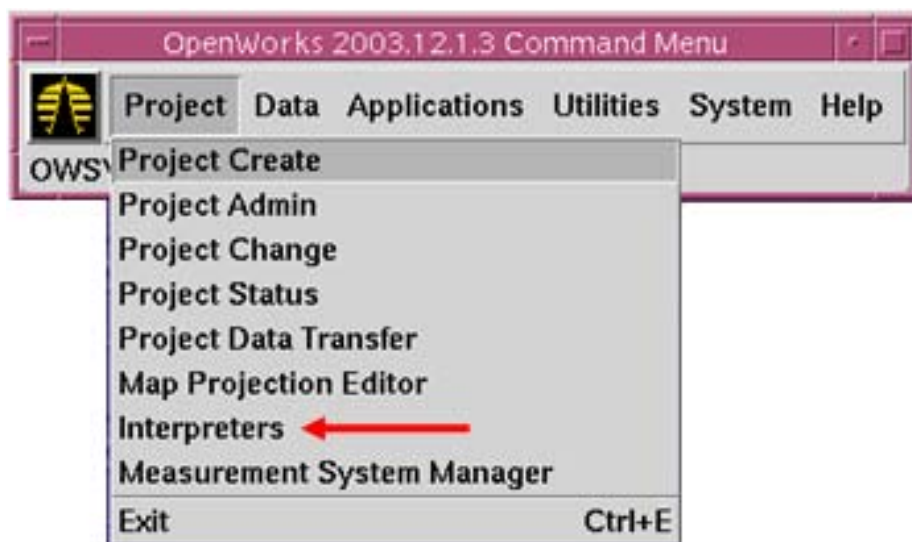 OpenWorks 2003.12.1.3 Command Menu
Project Data Applications Utilities System Help
Project Create
Project Admin
Project Change
Project Status
Project Data Transfer
Map Projection Editor
Interpreters
Measurement System Manager
Exit Ctrl+E